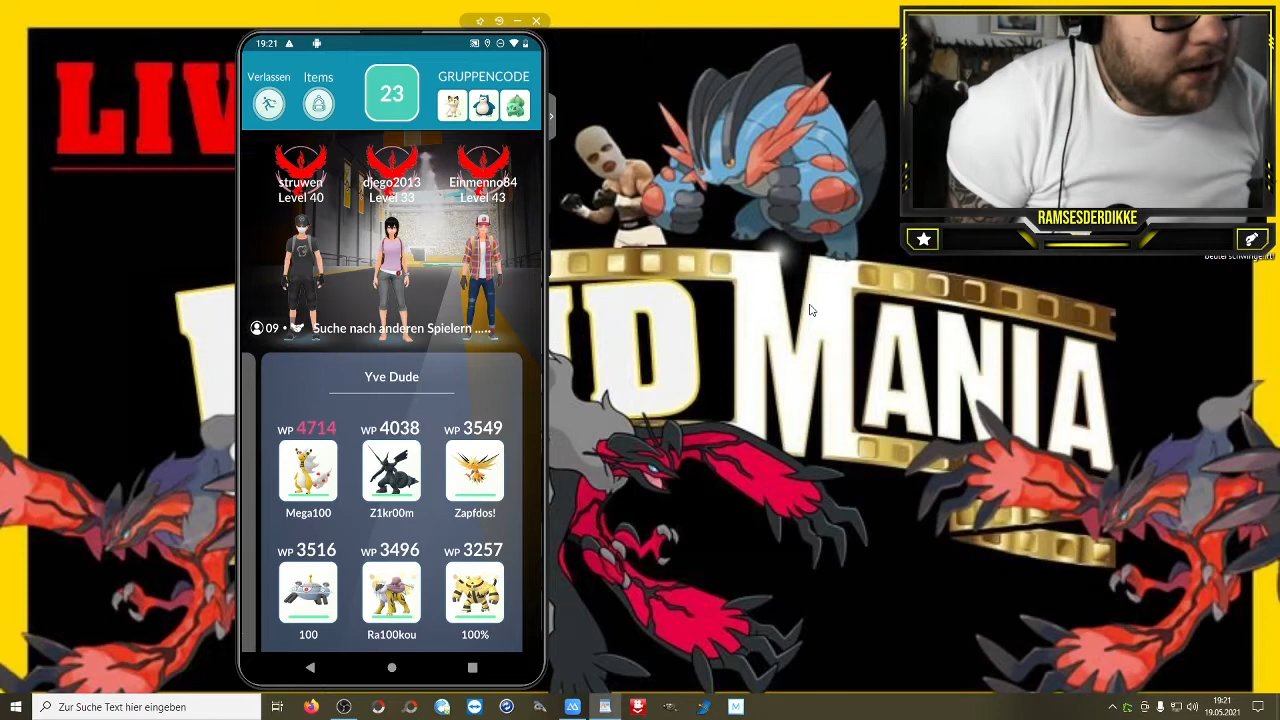 19:21
Verlassen
Items
23
GRUPPENCODE
struwen
Level 40
djego2013
Level 33
Einmenno84
Level 43
09 • Suche nach anderen Spielern .....
Yve Dude
WP 4714
WP 4038
WP 3549
Mega100
Z1kr00m
Zapfdos!
WP 3516
WP 3496
WP 3257
100
Ra100kou
100%
LIV
D MANIA
RAMSESDERDIKKE
Zur Suche Text hier eingeben
19:21
19.05.2021